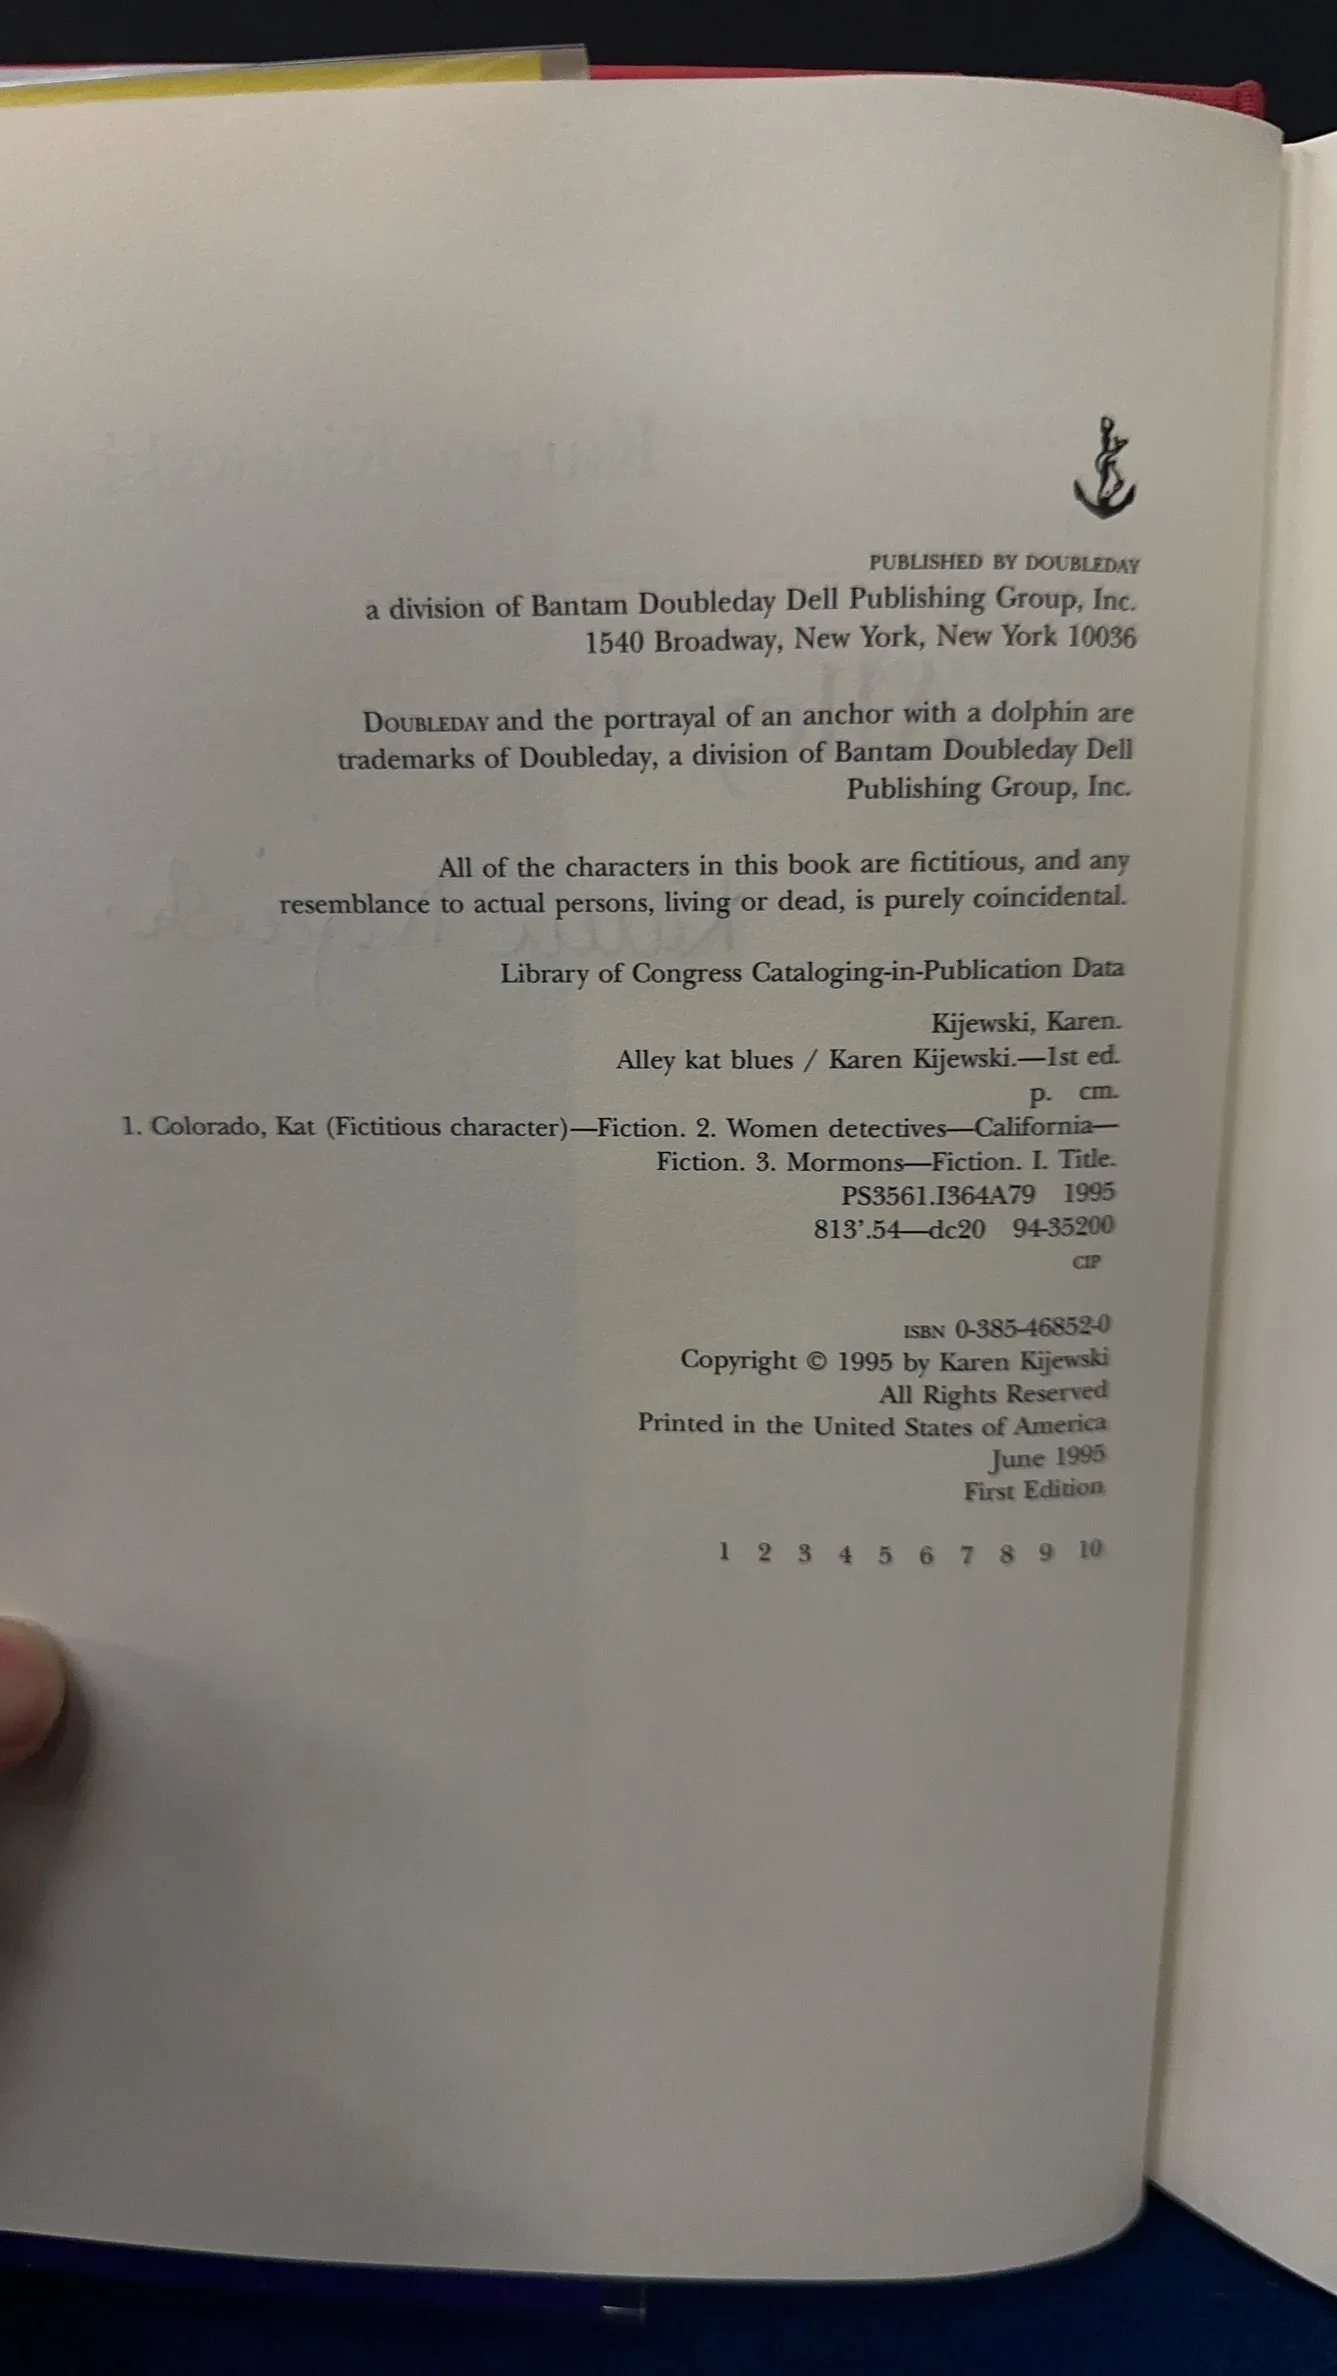 PUBLISHED BY DOUBLEDAY
a division of Bantam Doubleday Dell Publishing Group, Inc.
1540 Broadway, New York, New York 10036
DOUBLEDAY and the portrayal of an anchor with a dolphin are
trademarks of Doubleday, a division of Bantam Doubleday Dell
Publishing Group, Inc.
All of the characters in this book are fictitious, and any
resemblance to actual persons, living or dead, is purely coincidental.
Library of Congress Cataloging-in-Publication Data
Kijewski, Karen.
Alley kat blues / Karen Kijewski.—1st ed.
p. cm.
1. Colorado, Kat (Fictitious character)—Fiction. 2. Women detectives—California—
Fiction. 3. Mormons—Fiction. I. Title.
PS3561.I364A79 1995
813'.54—dc20 94-35200
CIP
ISBN 0-385-46852-0
Copyright © 1995 by Karen Kijewski
All Rights Reserved
Printed in the United States of America
June 1995
First Edition
1 2 3 4 5 6 7 8 9 10